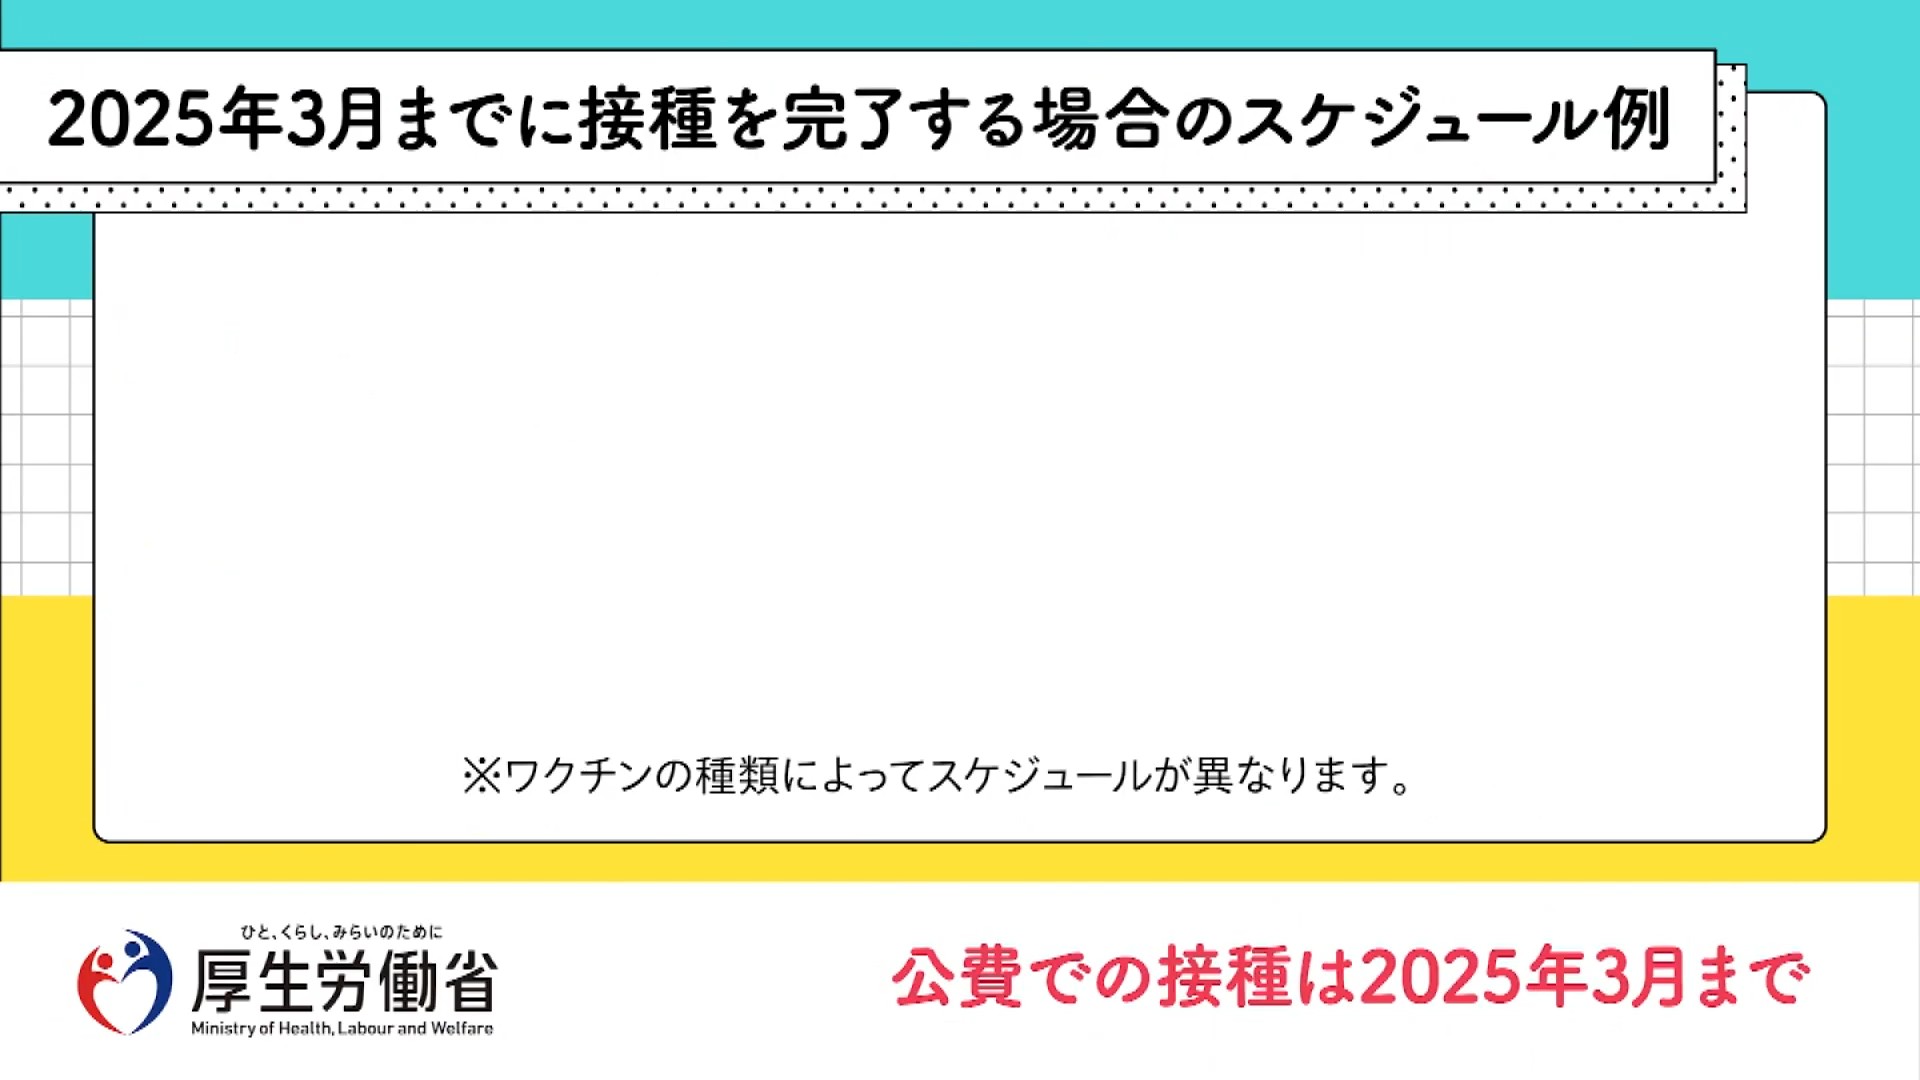 2025年3月までに接種を完了する場合のスケジュール例
※ワクチンの種類によってスケジュールが異なります。
ひと、くらし、みらいのために
厚生労働省
Ministry of Health, Labour and Welfare
公費での接種は2025年3月まで